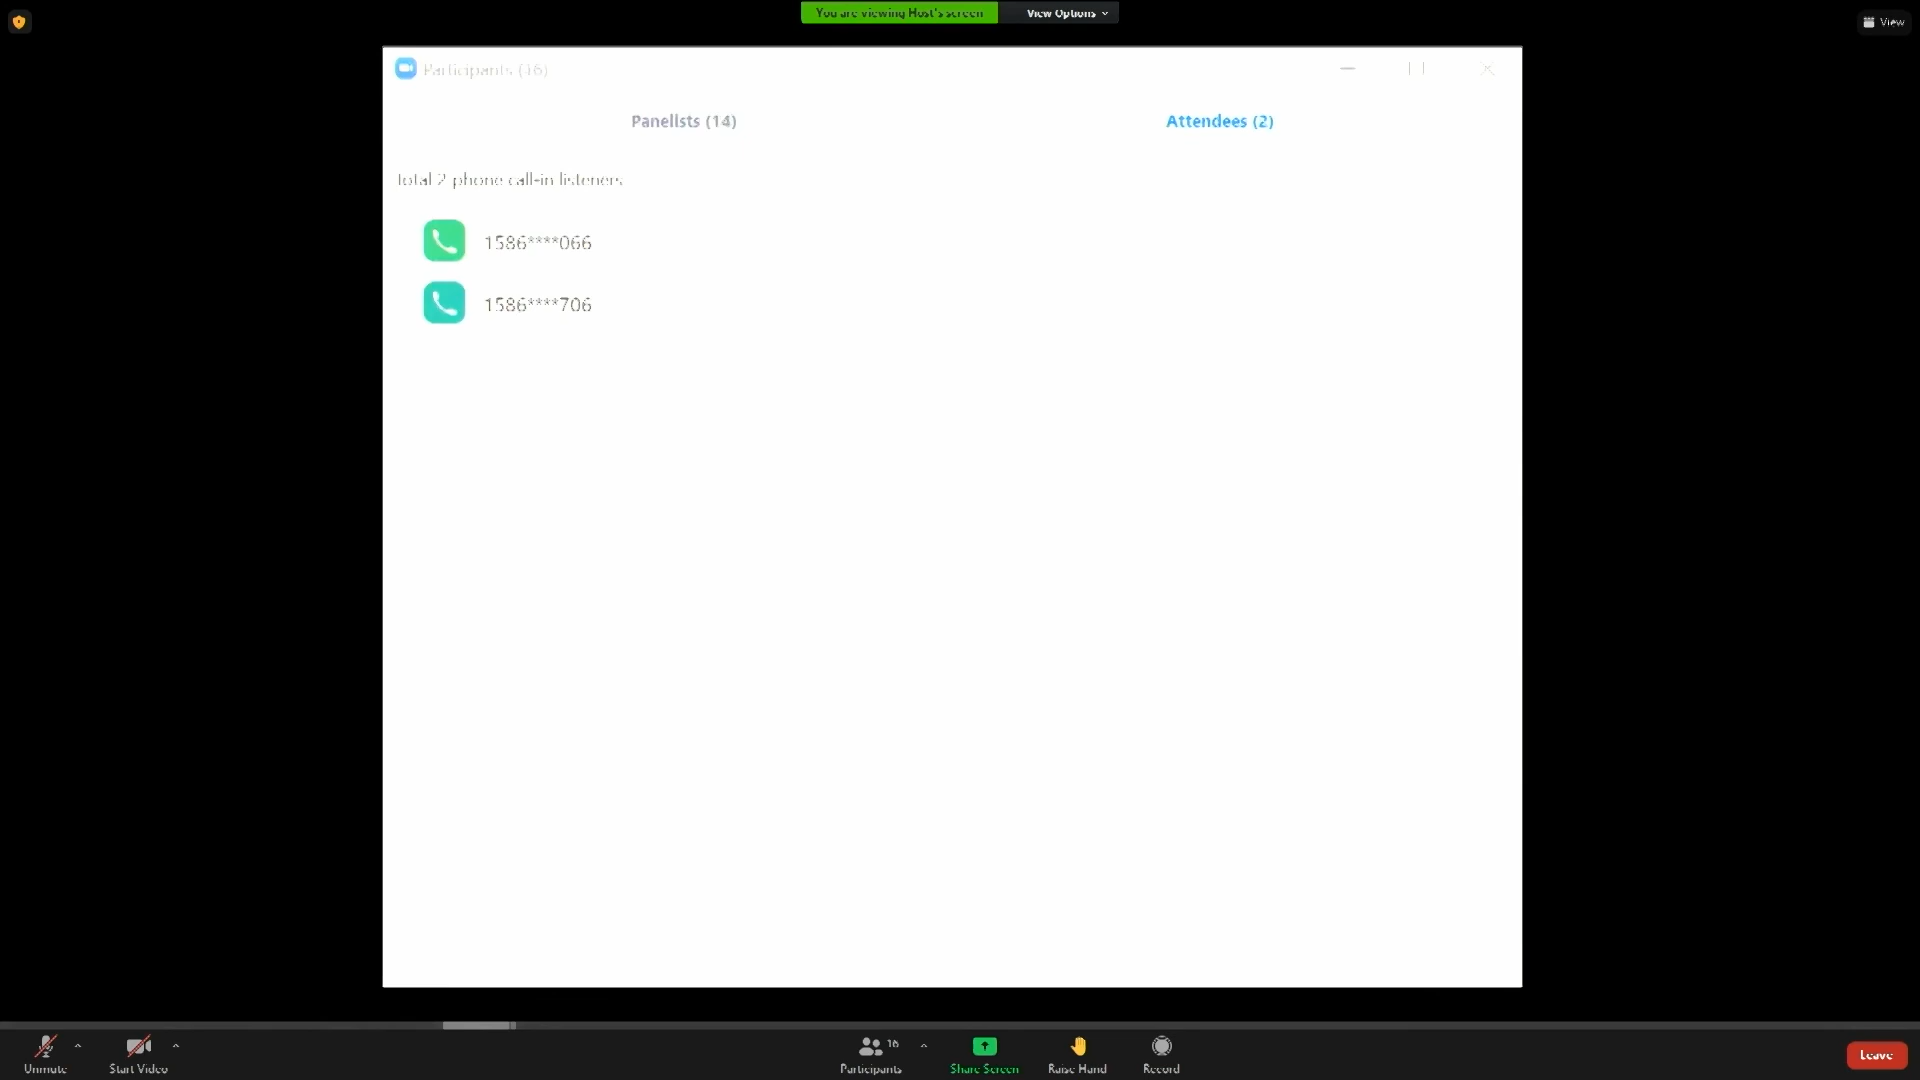 You are viewing Host's screen View Options
View
Participants (16)
Panelists (14) Attendees (2)
Total 2 phone call-in listeners
1586****066
1586****706
16
Unmute Start Video Participants Share Screen Raise Hand Record Leave